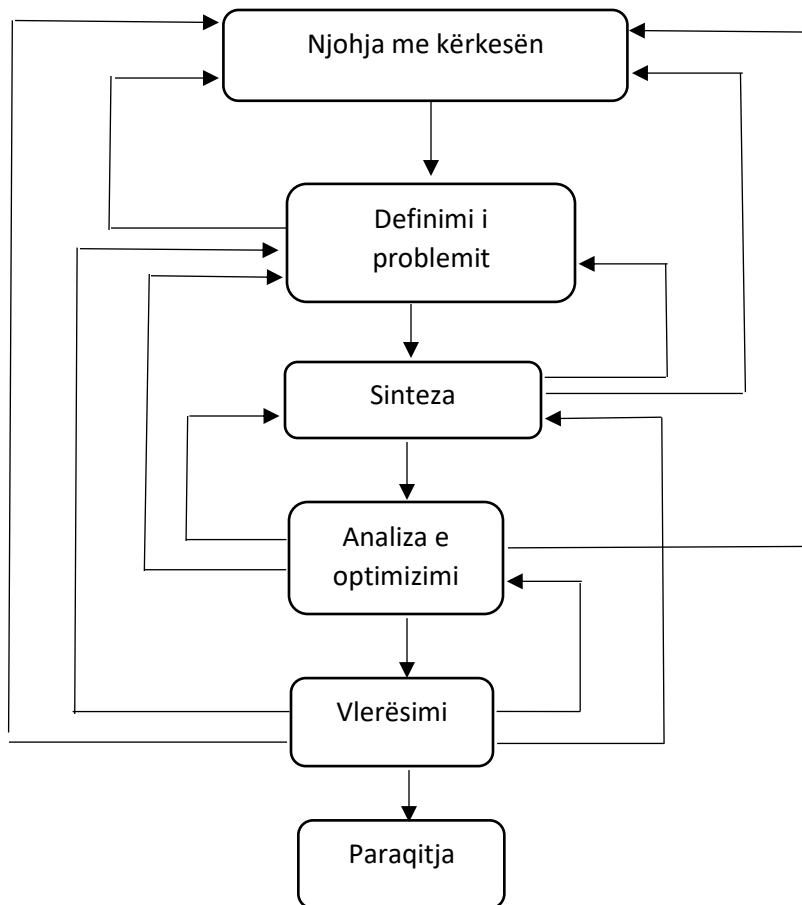 Njohja me kërkesën
Definimi i
problemit
Sinteza
Analiza e
optimizimi
Vlerësimi
Paraqitja